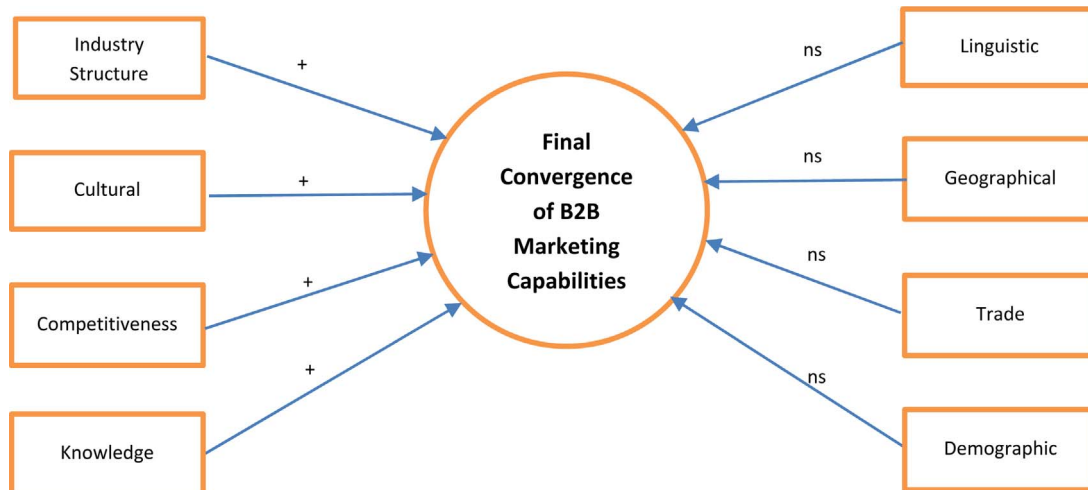 Industry
Structure
+
Cultural
+
Competitiveness
+
Knowledge
+
Final
Convergence
of B2B
Marketing
Capabilities
ns
Linguistic
ns
Geographical
ns
Trade
ns
Demographic